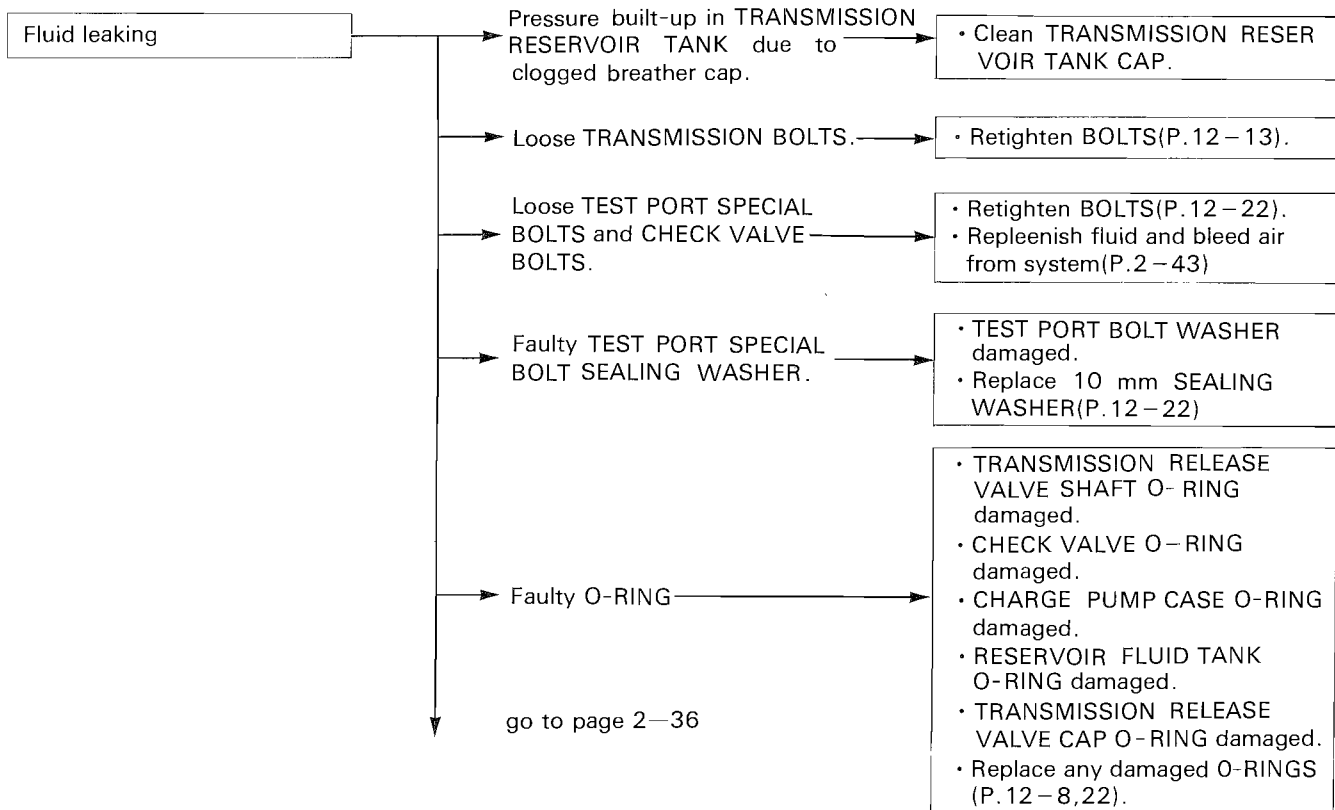 Fluid leaking
Pressure built-up in TRANSMISSION
RESERVOIR TANK due to
clogged breather cap.
· Clean TRANSMISSION RESER
VOIR TANK CAP.
Loose TRANSMISSION BOLTS.
· Retighten BOLTS(P.12–13).
Loose TEST PORT SPECIAL
BOLTS and CHECK VALVE
BOLTS.
· Retighten BOLTS(P.12–22).
· Repleenish fluid and bleed air
from system(P.2–43)
Faulty TEST PORT SPECIAL
BOLT SEALING WASHER.
· TEST PORT BOLT WASHER
damaged.
· Replace 10 mm SEALING
WASHER(P.12–22)
Faulty O-RING
· TRANSMISSION RELEASE
VALVE SHAFT O-RING
damaged.
· CHECK VALVE O–RING
damaged.
· CHARGE PUMP CASE O-RING
damaged.
· RESERVOIR FLUID TANK
O-RING damaged.
· TRANSMISSION RELEASE
VALVE CAP O-RING damaged.
· Replace any damaged O-RINGS
(P.12–8,22).
go to page 2—36